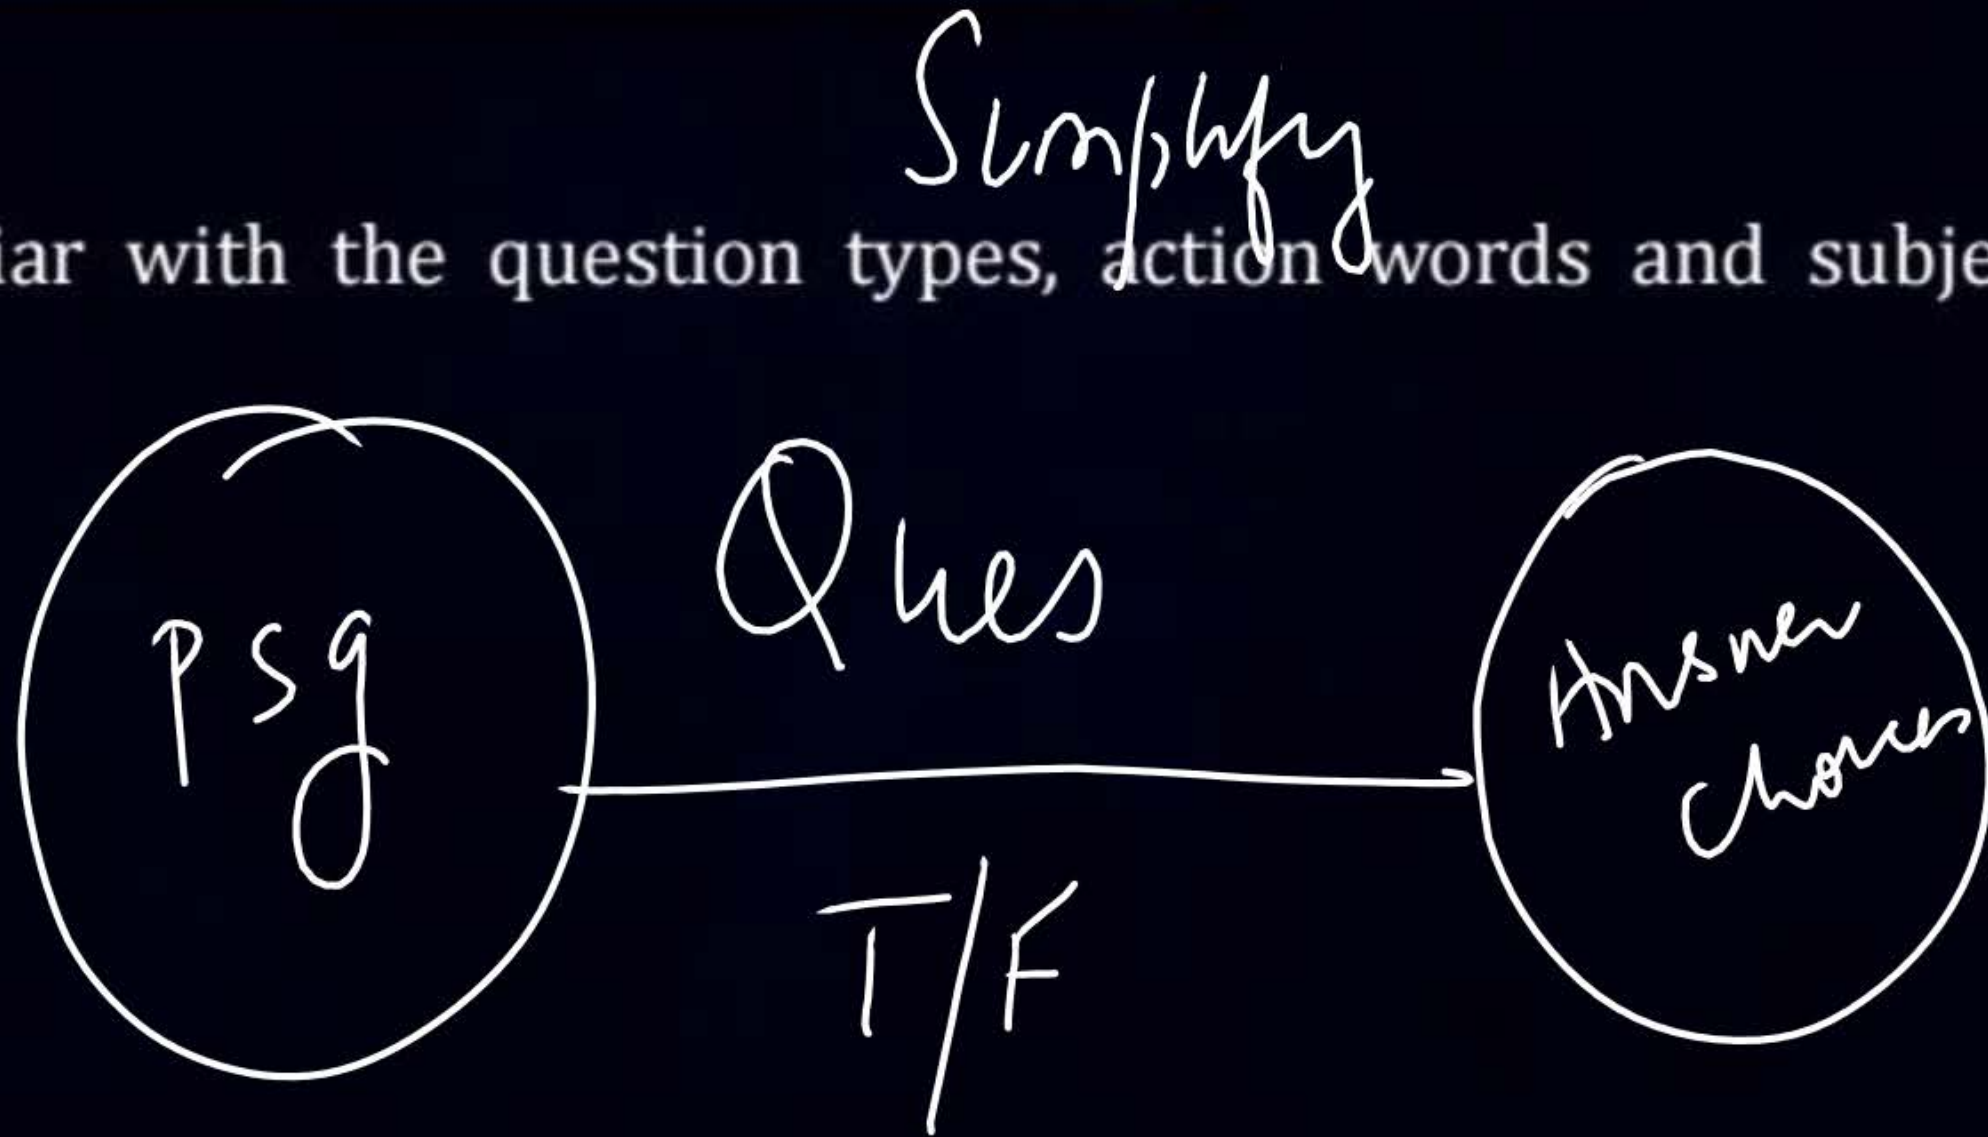 Simplify
iar with the question types, action words and subje
Ques
psg
Answer
choices
T/F